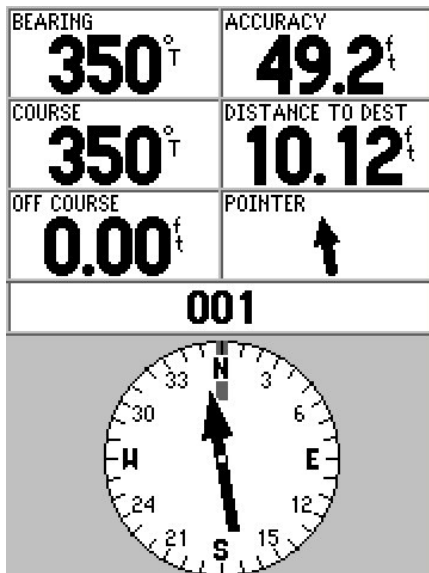 BEARING
350°T
ACCURACY
49.2ft
COURSE
350°T
DISTANCE TO DEST
10.12ft
OFF COURSE
0.00ft
POINTER
001
N
33
3
30
6
W
E
24
12
21
15
S